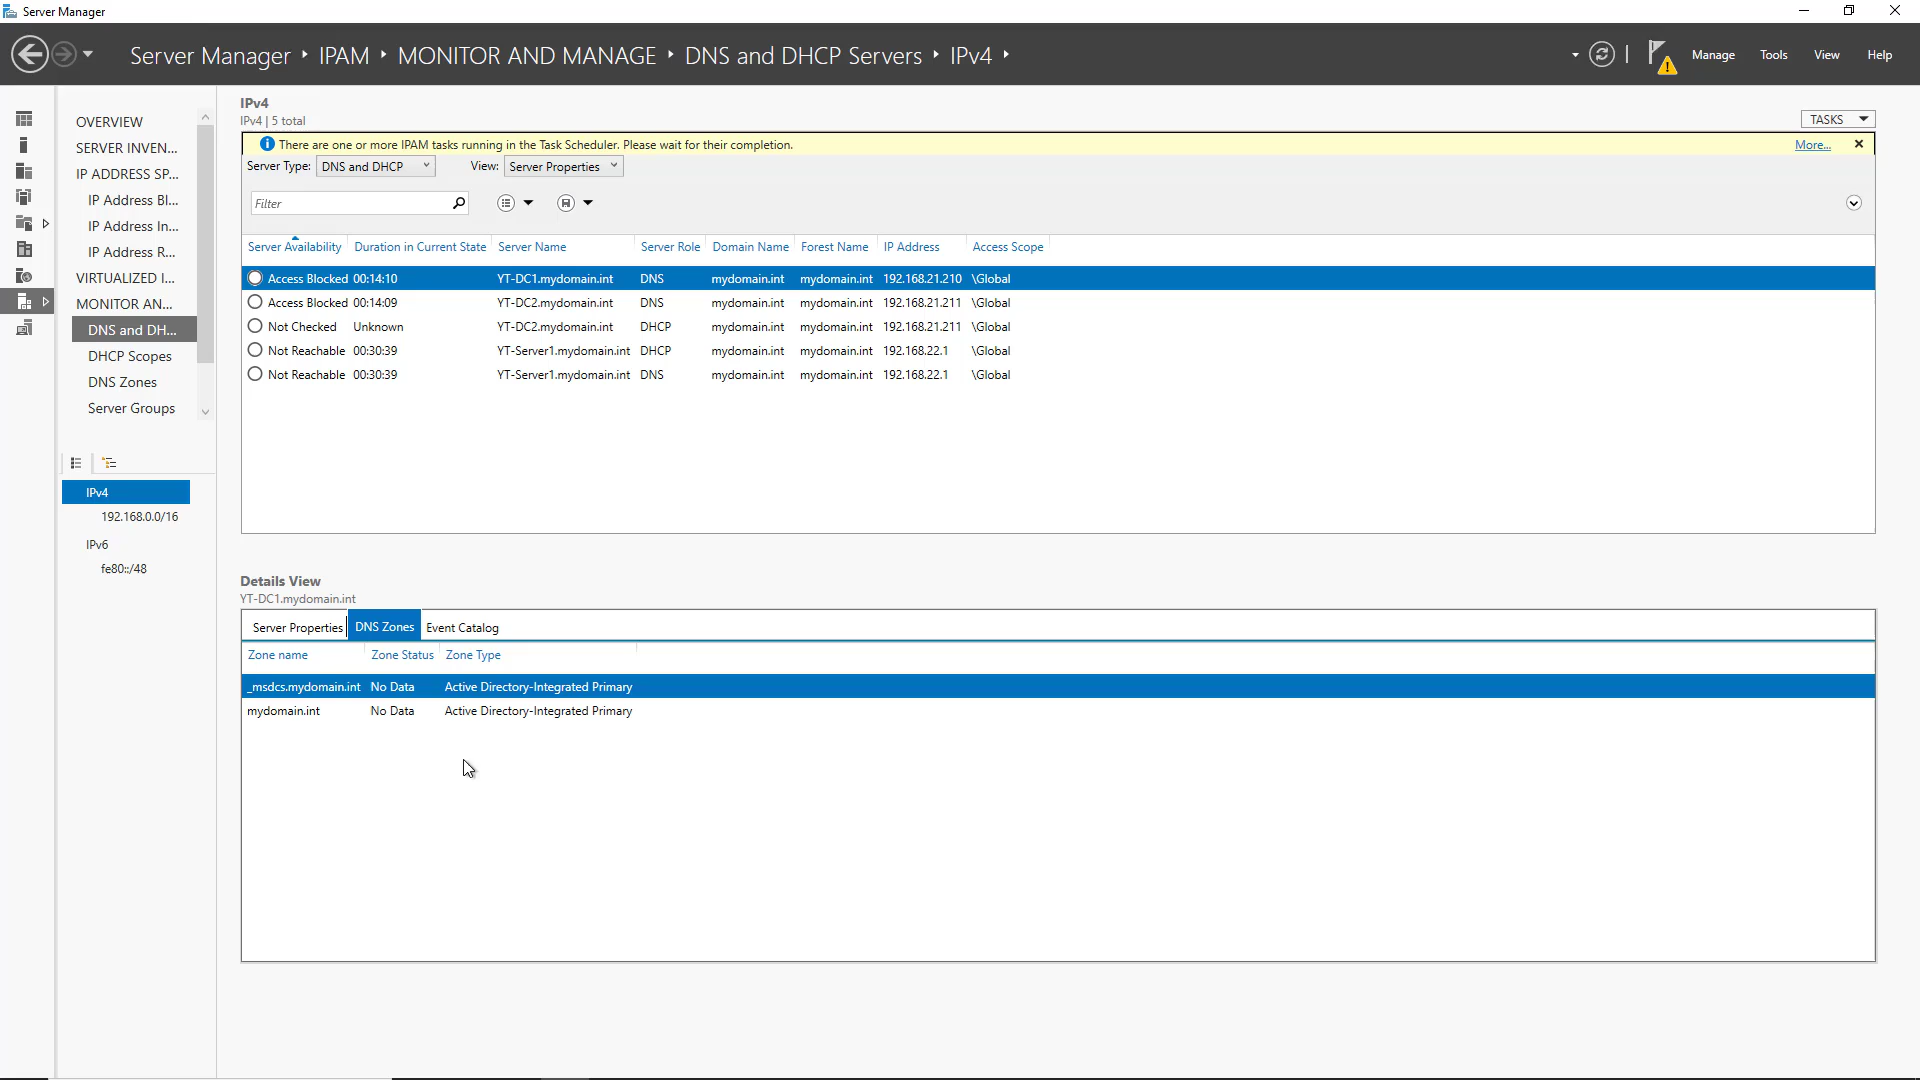 Server Manager
Server Manager ‣ IPAM ‣ MONITOR AND MANAGE ‣ DNS and DHCP Servers ‣ IPv4 ‣
Manage Tools View Help
OVERVIEW
SERVER INVEN...
IP ADDRESS SP...
IP Address Bl...
IP Address In...
IP Address R...
VIRTUALIZED I...
MONITOR AN...
DNS and DH...
DHCP Scopes
DNS Zones
Server Groups
IPv4
192.168.0.0/16
IPv6
fe80::/48
IPv4
IPv4 | 5 total
TASKS
There are one or more IPAM tasks running in the Task Scheduler. Please wait for their completion. More...
Server Type: DNS and DHCP View: Server Properties
Filter
Server Availability Duration in Current State Server Name Server Role Domain Name Forest Name IP Address Access Scope
Access Blocked 00:14:10 YT-DC1.mydomain.int DNS mydomain.int mydomain.int 192.168.21.210 \Global
Access Blocked 00:14:09 YT-DC2.mydomain.int DNS mydomain.int mydomain.int 192.168.21.211 \Global
Not Checked Unknown YT-DC2.mydomain.int DHCP mydomain.int mydomain.int 192.168.21.211 \Global
Not Reachable 00:30:39 YT-Server1.mydomain.int DHCP mydomain.int mydomain.int 192.168.22.1 \Global
Not Reachable 00:30:39 YT-Server1.mydomain.int DNS mydomain.int mydomain.int 192.168.22.1 \Global
Details View
YT-DC1.mydomain.int
Server Properties DNS Zones Event Catalog
Zone name Zone Status Zone Type
_msdcs.mydomain.int No Data Active Directory-Integrated Primary
mydomain.int No Data Active Directory-Integrated Primary